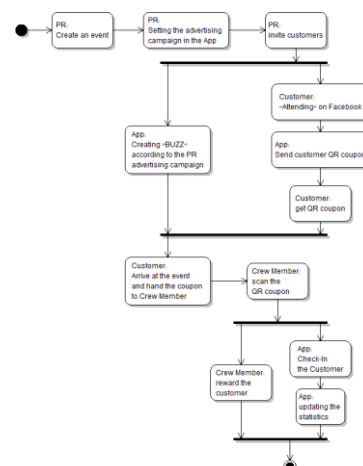 PR:
Create an event
PR:
Setting the advertising
campaign in the App
PR:
invite customers
Customer:
-Attending- on Facebook
App:
Creating -BUZZ-
according to the PR
advertising campaign
App:
Send customer QR coupon
Customer:
get QR coupon
Customer:
Arrive at the event
and hand the coupon
to Crew Member
Crew Member:
scan the
QR coupon
App:
Check-In
the Customer
Crew Member:
reward the
customer
App:
updating the
statistics